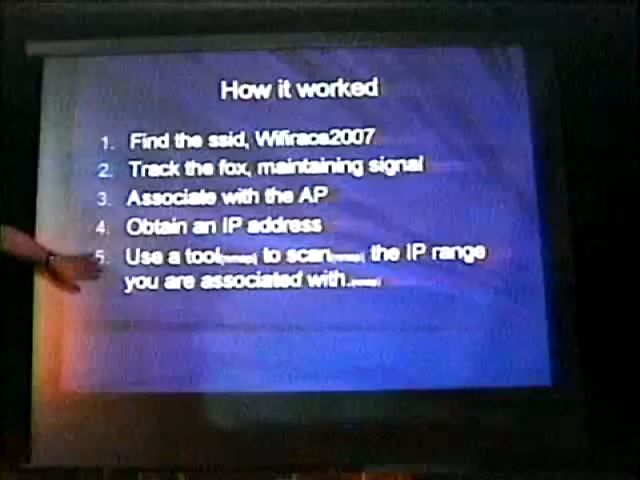 How it worked
1. Find the ssid, Wifirace2007
2. Track the fox, maintaining signal
3. Associate with the AP
4. Obtain an IP address
5. Use a tool to scan the IP range
you are associated with.